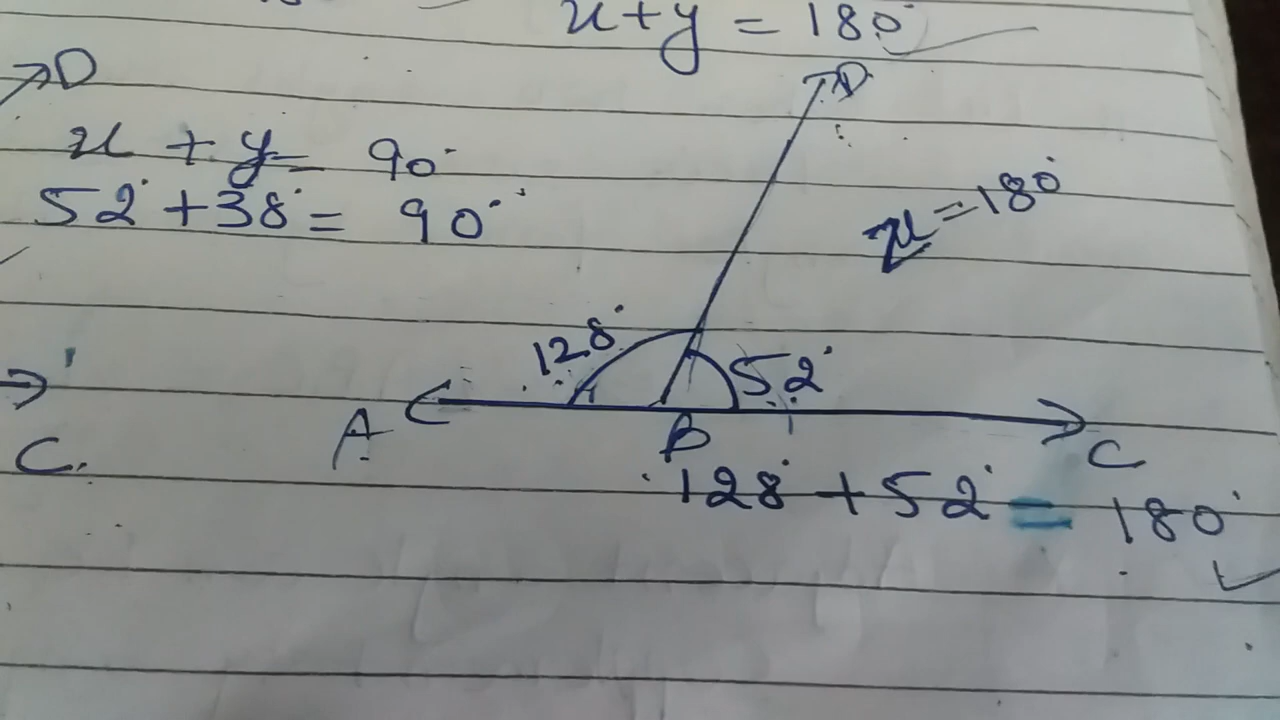 x+y = 180°
D
x + y = 90°
52° + 38° = 90°
D
x = 180°
128°
52°
A
B
C
C.
128° + 52° = 180°